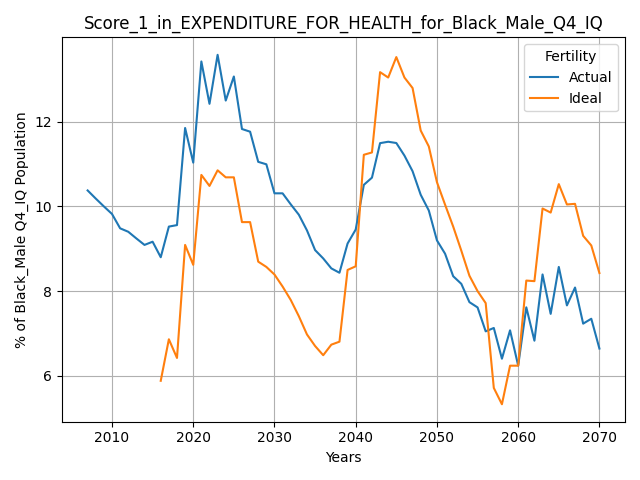 Score_1_in_EXPENDITURE_FOR_HEALTH_for_Black_Male_Q4_IQ
Fertility
Actual
Ideal
% of Black_Male Q4_IQ Population
12
10
8
6
2010 2020 2030 2040 2050 2060 2070
Years